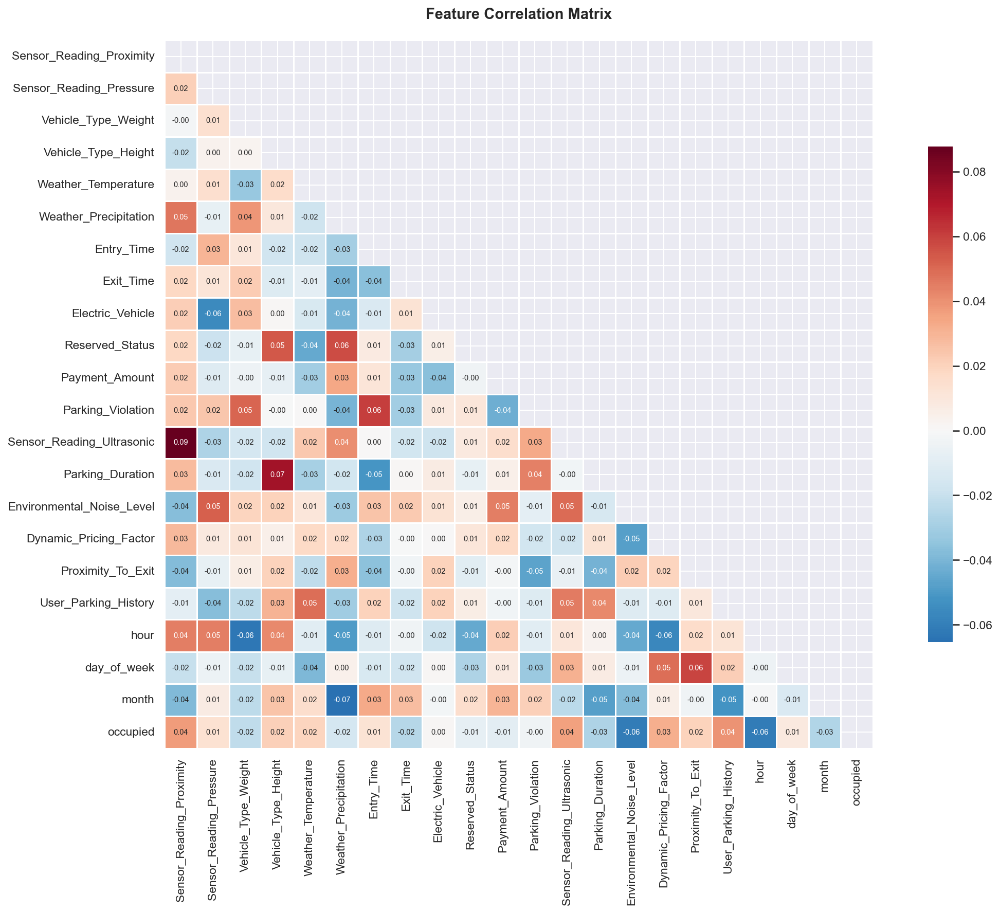 Feature Correlation Matrix
Sensor_Reading_Proximity
Sensor_Reading_Pressure 0.02
Vehicle_Type_Weight -0.00 0.01
Vehicle_Type_Height -0.02 0.00 0.00
Weather_Temperature 0.00 0.01 -0.03 0.02
Weather_Precipitation 0.05 -0.01 0.04 0.01 -0.02
Entry_Time -0.02 0.03 0.01 -0.02 -0.02 -0.03
Exit_Time 0.02 0.01 0.02 -0.01 -0.01 -0.04 -0.04
Electric_Vehicle 0.02 -0.06 0.03 0.00 -0.01 -0.04 -0.01 0.01
Reserved_Status 0.02 -0.02 -0.01 0.05 -0.04 0.06 0.01 -0.03 0.01
Payment_Amount 0.02 -0.01 -0.00 -0.01 -0.03 0.03 0.01 -0.03 -0.04 -0.00
Parking_Violation 0.02 0.02 0.05 -0.00 0.00 -0.04 0.06 -0.03 0.01 0.01 -0.04
Sensor_Reading_Ultrasonic 0.09 -0.03 -0.02 -0.02 0.02 0.04 0.00 -0.02 -0.02 0.01 0.02 0.03
Parking_Duration 0.03 -0.01 -0.02 0.07 -0.03 -0.02 -0.05 0.00 0.01 -0.01 0.01 0.04 -0.00
Environmental_Noise_Level -0.04 0.05 0.02 0.02 0.01 -0.03 0.03 0.02 0.01 0.01 0.05 -0.01 0.05 -0.01
Dynamic_Pricing_Factor 0.03 0.01 0.01 0.01 0.02 0.02 -0.03 -0.00 0.00 0.01 0.02 -0.02 -0.02 0.01 -0.05
Proximity_To_Exit -0.04 -0.01 0.01 0.02 -0.02 0.03 -0.04 -0.00 0.02 -0.01 -0.00 -0.05 -0.01 -0.04 0.02 0.02
User_Parking_History -0.01 -0.04 -0.02 0.03 0.05 -0.03 0.02 -0.02 0.02 0.01 -0.00 -0.01 0.05 0.04 -0.01 -0.01 0.01
hour 0.04 0.05 -0.06 0.04 -0.01 -0.05 -0.01 -0.00 -0.02 -0.04 0.02 -0.01 0.01 0.00 -0.04 -0.06 0.02 0.01
day_of_week -0.02 -0.01 -0.02 -0.01 -0.04 0.00 -0.01 -0.02 0.00 -0.03 0.01 -0.03 0.03 0.01 -0.01 0.05 0.06 0.02 -0.00
month -0.04 0.01 -0.02 0.03 0.02 -0.07 0.03 0.03 -0.00 0.02 0.03 0.02 -0.02 -0.05 -0.04 0.01 -0.00 -0.05 -0.00 -0.01
occupied 0.04 0.01 -0.02 0.02 0.02 -0.02 0.01 -0.02 0.00 -0.01 -0.01 -0.00 0.04 -0.03 -0.06 0.03 0.02 0.04 -0.06 0.01 -0.03
Sensor_Reading_Proximity
Sensor_Reading_Pressure
Vehicle_Type_Weight
Vehicle_Type_Height
Weather_Temperature
Weather_Precipitation
Entry_Time
Exit_Time
Electric_Vehicle
Reserved_Status
Payment_Amount
Parking_Violation
Sensor_Reading_Ultrasonic
Parking_Duration
Environmental_Noise_Level
Dynamic_Pricing_Factor
Proximity_To_Exit
User_Parking_History
hour
day_of_week
month
occupied
0.08
0.06
0.04
0.02
0.00
−0.02
−0.04
−0.06